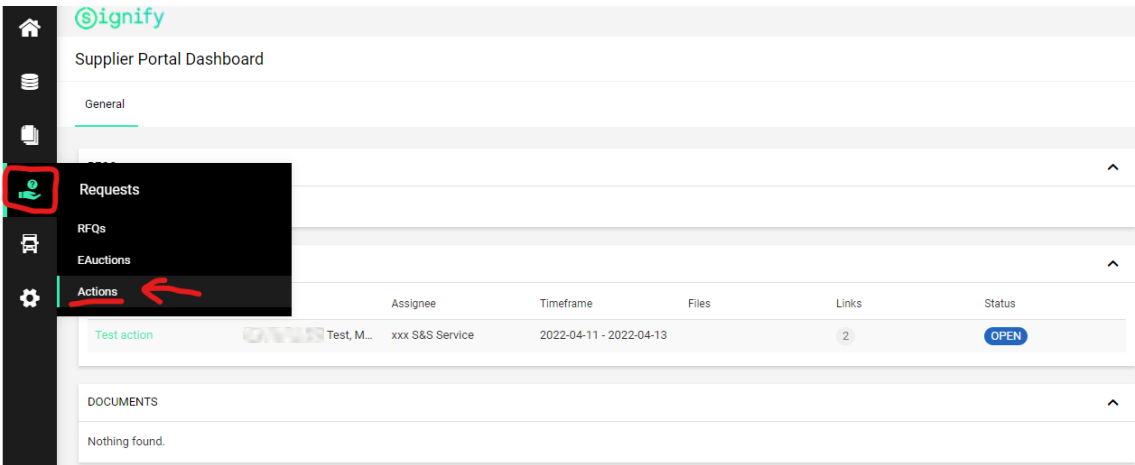 Signify
Supplier Portal Dashboard
General
Requests
RFQs
EAuctions
Actions
Assignee Timeframe Files Links Status
Test action Test, M... xxx S&S Service 2022-04-11 - 2022-04-13 2 OPEN
DOCUMENTS
Nothing found.